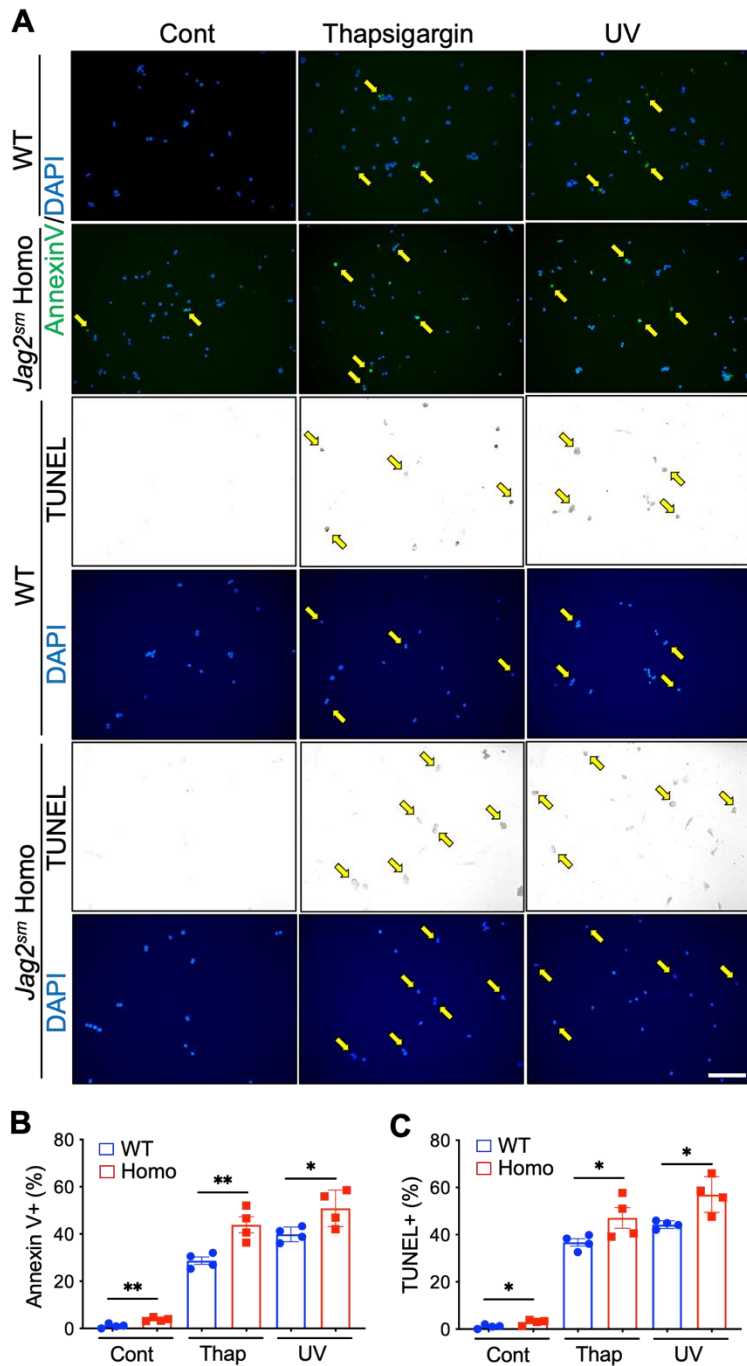 A
Cont Thapsigargin UV
WT
Jag2sm Homo
AnnexinV/DAPI
WT
TUNEL
DAPI
Jag2sm Homo
TUNEL
DAPI
B
80
60
40
20
0
Annexin V+ (%)
WT
Homo
** ** *
Cont Thap UV
C
80
60
40
20
0
TUNEL+ (%)
WT
Homo
* * *
Cont Thap UV